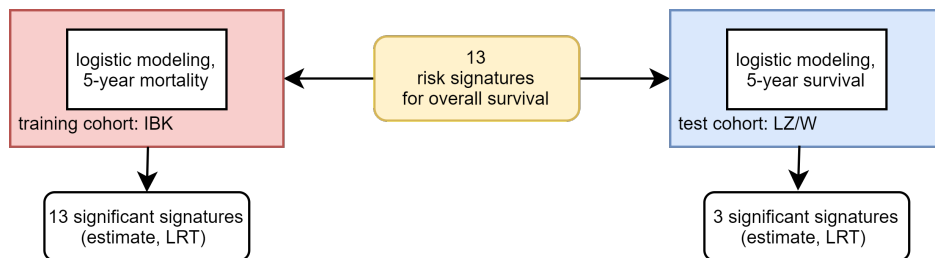 logistic modeling,
5-year mortality
training cohort: IBK
13
risk signatures
for overall survival
logistic modeling,
5-year survival
test cohort: LZ/W
13 significant signatures
(estimate, LRT)
3 significant signatures
(estimate, LRT)